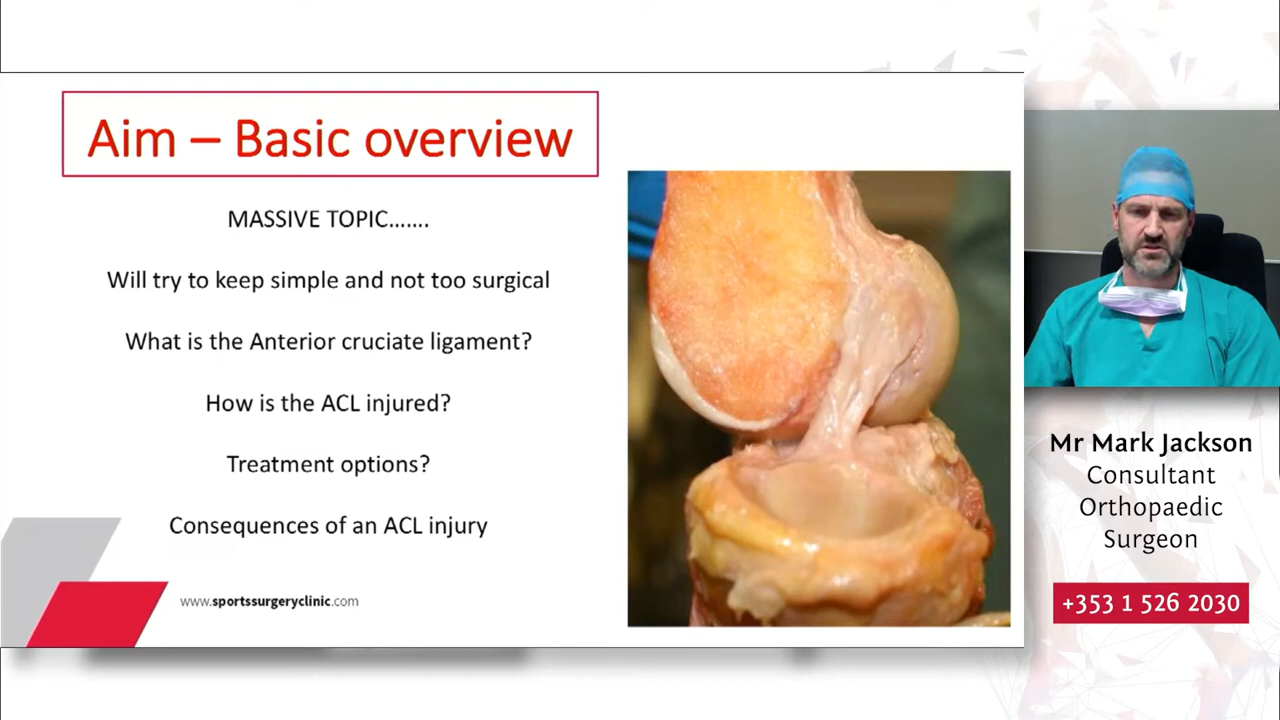 Aim – Basic overview
MASSIVE TOPIC…….
Will try to keep simple and not too surgical
What is the Anterior cruciate ligament?
How is the ACL injured?
Treatment options?
Consequences of an ACL injury
www.sportssurgeryclinic.com
Mr Mark Jackson
Consultant
Orthopaedic
Surgeon
+353 1 526 2030